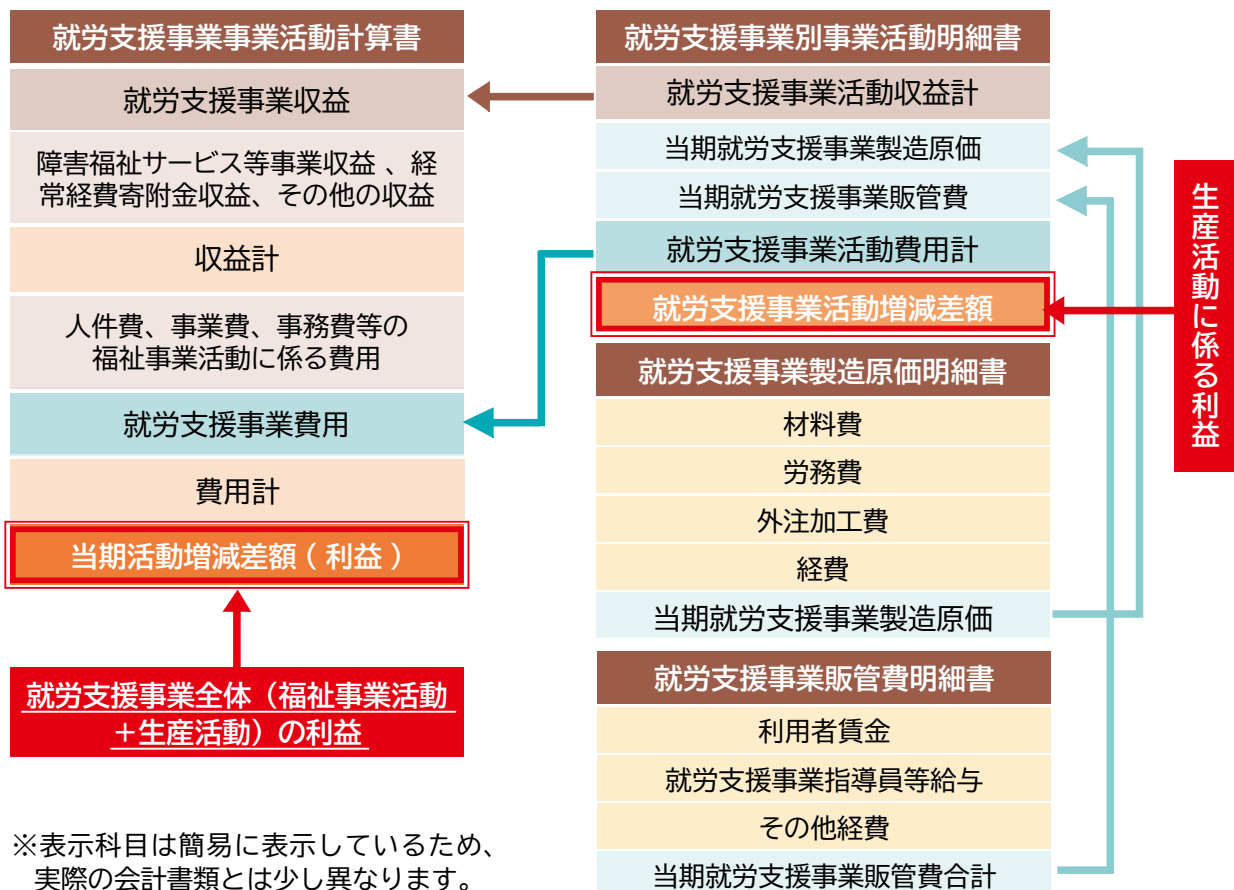 就労支援事業事業活動計算書
就労支援事業収益
障害福祉サービス等事業収益 、経
常経費寄附金収益、その他の収益
収益計
人件費、事業費、事務費等の
福祉事業活動に係る費用
就労支援事業費用
費用計
当期活動増減差額 ( 利益 )
就労支援事業全体（福祉事業活動
＋生産活動）の利益
※表示科目は簡易に表示しているため、
実際の会計書類とは少し異なります。
就労支援事業別事業活動明細書
就労支援事業活動収益計
当期就労支援事業製造原価
当期就労支援事業販管費
就労支援事業活動費用計
就労支援事業活動増減差額
就労支援事業製造原価明細書
材料費
労務費
外注加工費
経費
当期就労支援事業製造原価
就労支援事業販管費明細書
利用者賃金
就労支援事業指導員等給与
その他経費
当期就労支援事業販管費合計
生産活動に係る利益